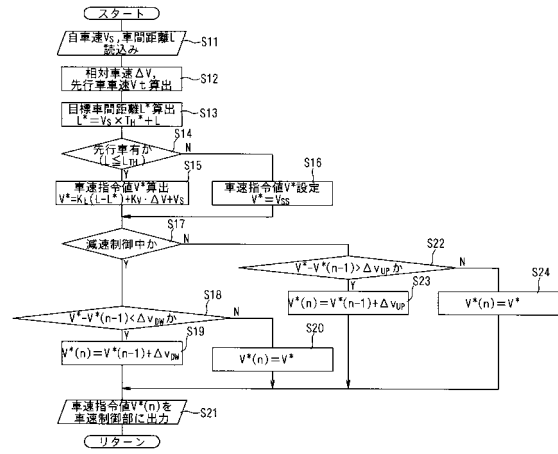 スタート
自車速VS,車間距離L
読込み
S11
相対車速ΔV,
先行車車速Vt算出
S12
目標車間距離L*算出
L*=VS×TH*+L
S13
先行車有か
(L≦LTH)
S14
N
Y
S15
車速指令値V*算出
V*=KL(L-L*)+KV・ΔV+VS
S16
車速指令値V*設定
V*=VSS
減速制御中か
S17
N
Y
S22
V*-V*(n-1)>ΔvUPか
N
Y
S23
V*(n)=V*(n-1)+ΔvUP
S24
V*(n)=V*
S18
V*-V*(n-1)<ΔvDWか
N
Y
S19
V*(n)=V*(n-1)+ΔvDW
S20
V*(n)=V*
車速指令値V*(n)を
車速制御部に出力
S21
リターン